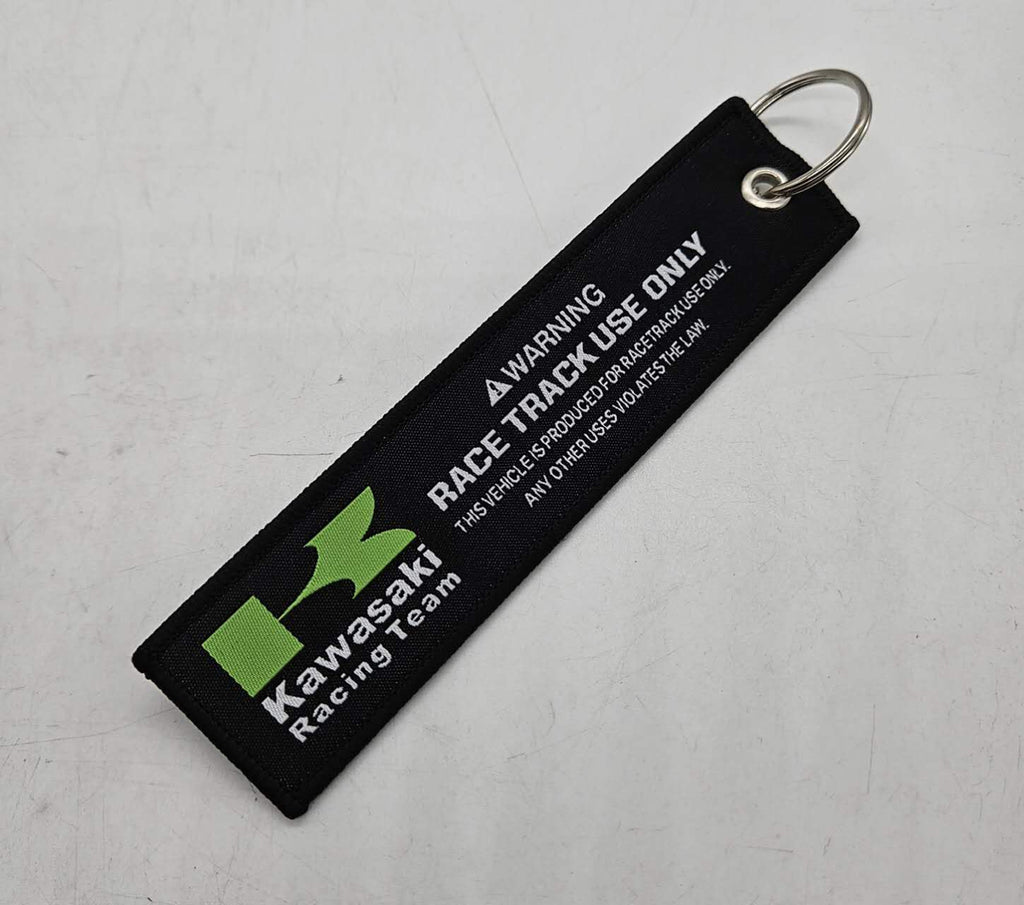 ⚠WARNING
RACE TRACK USE ONLY
THIS VEHICLE IS PRODUCED FOR RACETRACK USE ONLY.
ANY OTHER USES VIOLATES THE LAW.
Kawasaki
Racing Team